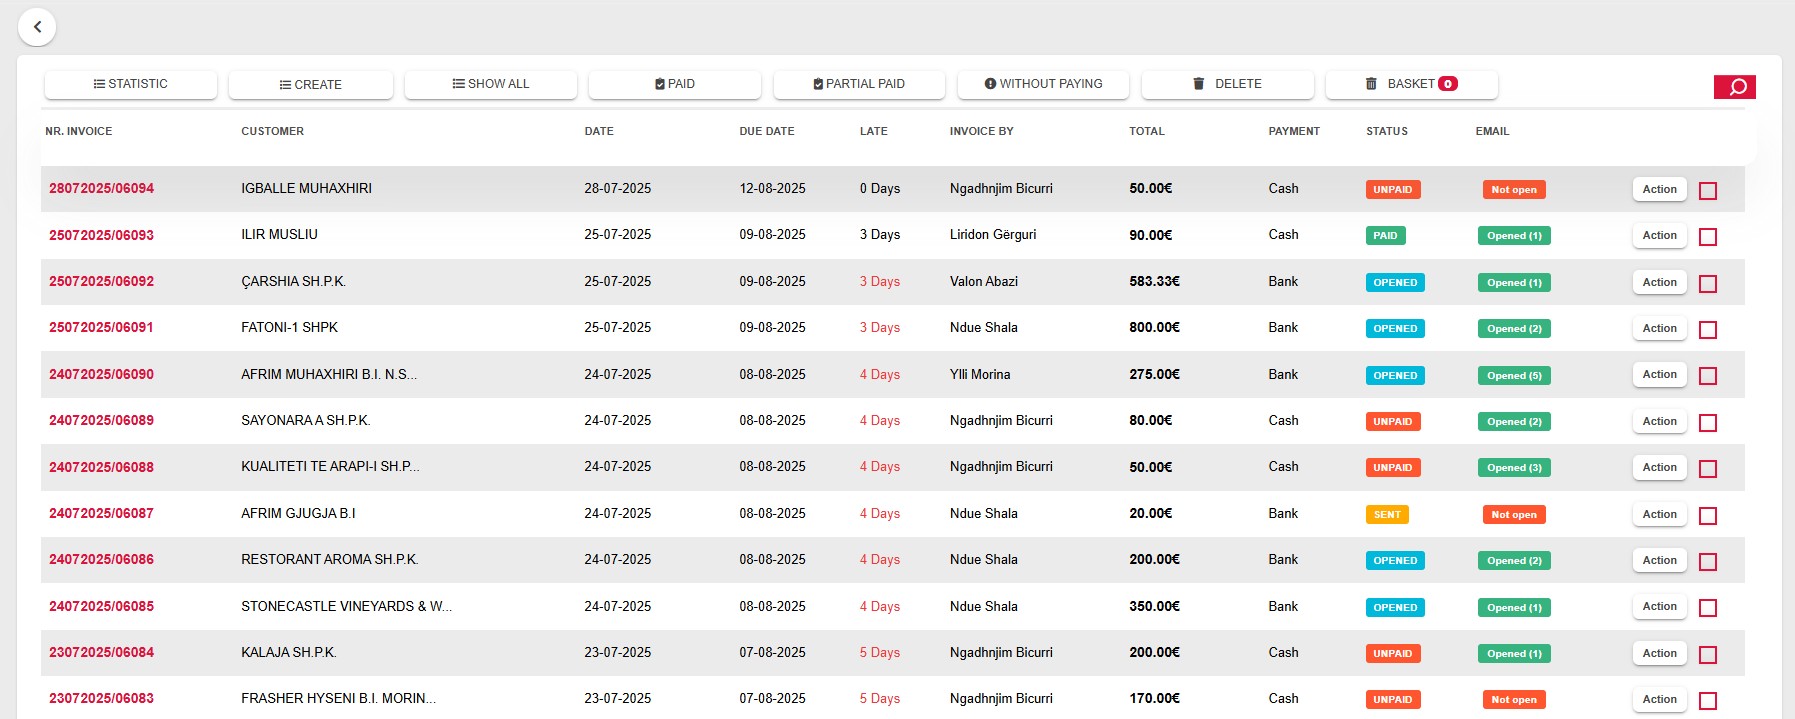 STATISTIC CREATE SHOW ALL PAID PARTIAL PAID WITHOUT PAYING DELETE BASKET 0
NR. INVOICE CUSTOMER DATE DUE DATE LATE INVOICE BY TOTAL PAYMENT STATUS EMAIL
28072025/06094 IGBALLE MUHAXHIRI 28-07-2025 12-08-2025 0 Days Ngadhnjim Bicurri 50.00€ Cash UNPAID Not open Action
25072025/06093 ILIR MUSLIU 25-07-2025 09-08-2025 3 Days Liridon Gërguri 90.00€ Cash PAID Opened (1) Action
25072025/06092 ÇARSHIA SH.P.K. 25-07-2025 09-08-2025 3 Days Valon Abazi 583.33€ Bank OPENED Opened (1) Action
25072025/06091 FATONI-1 SHPK 25-07-2025 09-08-2025 3 Days Ndue Shala 800.00€ Bank OPENED Opened (2) Action
24072025/06090 AFRIM MUHAXHIRI B.I. N.S... 24-07-2025 08-08-2025 4 Days Ylli Morina 275.00€ Bank OPENED Opened (5) Action
24072025/06089 SAYONARA A SH.P.K. 24-07-2025 08-08-2025 4 Days Ngadhnjim Bicurri 80.00€ Cash UNPAID Opened (2) Action
24072025/06088 KUALITETI TE ARAPI-I SH.P... 24-07-2025 08-08-2025 4 Days Ngadhnjim Bicurri 50.00€ Cash UNPAID Opened (3) Action
24072025/06087 AFRIM GJUGJA B.I 24-07-2025 08-08-2025 4 Days Ndue Shala 20.00€ Bank SENT Not open Action
24072025/06086 RESTORANT AROMA SH.P.K. 24-07-2025 08-08-2025 4 Days Ndue Shala 200.00€ Bank OPENED Opened (2) Action
24072025/06085 STONECASTLE VINEYARDS & W... 24-07-2025 08-08-2025 4 Days Ndue Shala 350.00€ Bank OPENED Opened (1) Action
23072025/06084 KALAJA SH.P.K. 23-07-2025 07-08-2025 5 Days Ngadhnjim Bicurri 200.00€ Cash UNPAID Opened (1) Action
23072025/06083 FRASHER HYSENI B.I. MORIN... 23-07-2025 07-08-2025 5 Days Ngadhnjim Bicurri 170.00€ Cash UNPAID Not open Action